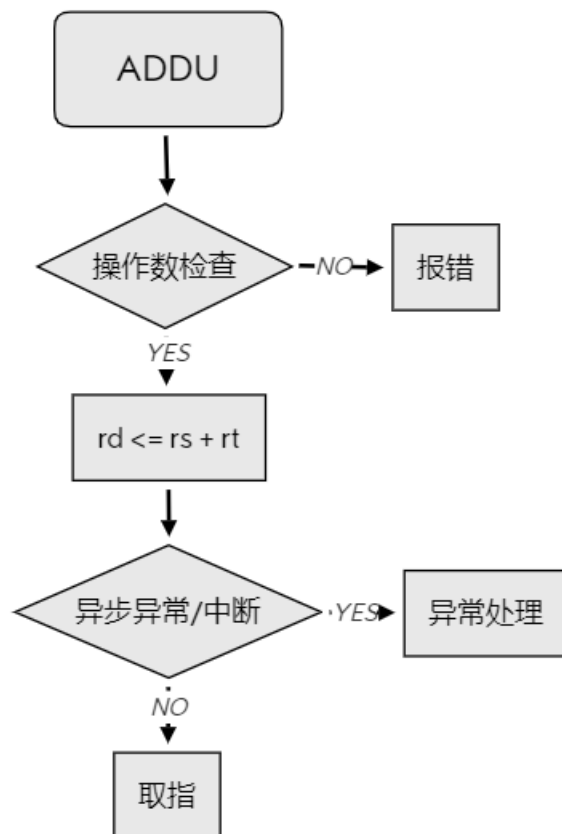 ADDU
操作数检查
NO
报错
YES
rd <= rs + rt
异步异常/中断
YES
异常处理
NO
取指